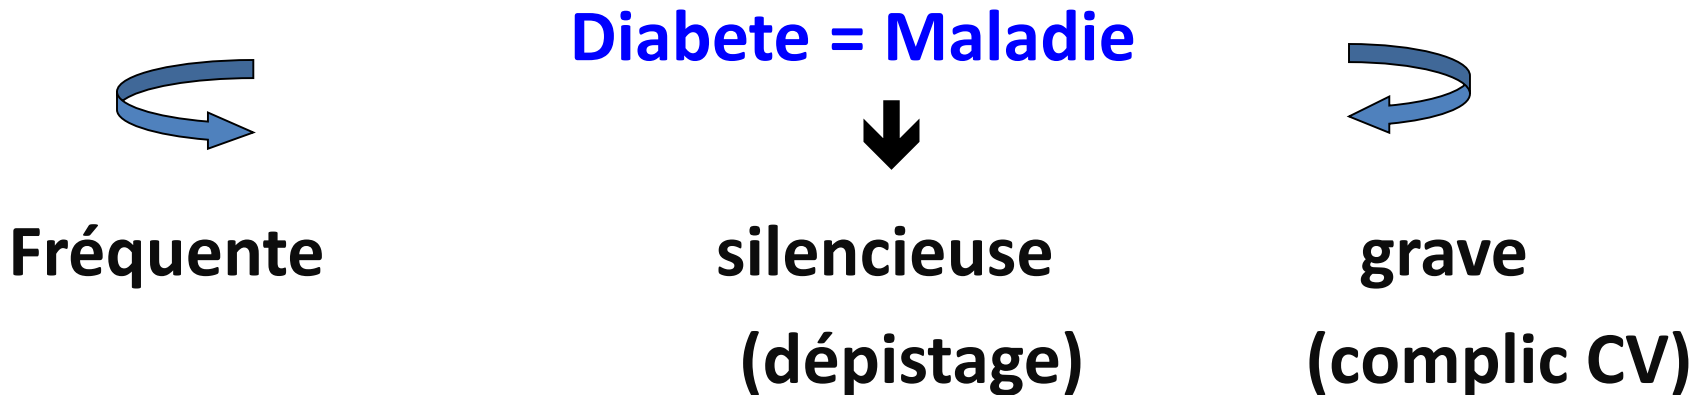 Diabete = Maladie
Fréquente silencieuse grave
(dépistage) (complic CV)